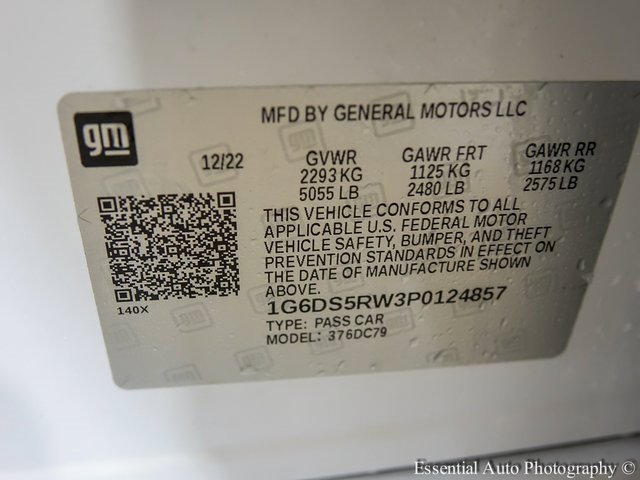 gm
MFD BY GENERAL MOTORS LLC
12/22 GVWR GAWR FRT GAWR RR
2293 KG 1125 KG 1168 KG
5055 LB 2480 LB 2575 LB
THIS VEHICLE CONFORMS TO ALL
APPLICABLE U.S. FEDERAL MOTOR
VEHICLE SAFETY, BUMPER, AND THEFT
PREVENTION STANDARDS IN EFFECT ON
THE DATE OF MANUFACTURE SHOWN
ABOVE.
140X
1G6DS5RW3P0124857
TYPE: PASS CAR
MODEL: 376DC79
Essential Auto Photography ©